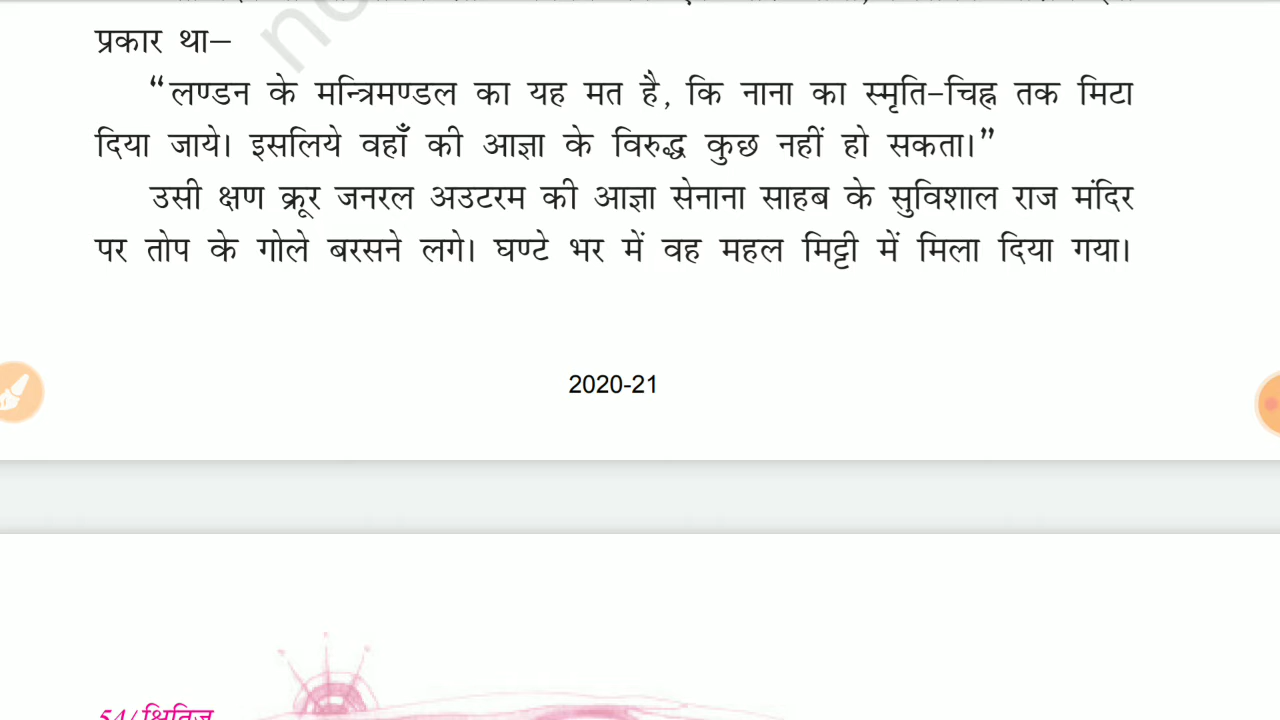 प्रकार था–
“लण्डन के मन्त्रिमण्डल का यह मत है, कि नाना का स्मृति-चिह्न तक मिटा
दिया जाये। इसलिये वहाँ की आज्ञा के विरुद्ध कुछ नहीं हो सकता।”
उसी क्षण क्रूर जनरल अउटरम की आज्ञा सेनाना साहब के सुविशाल राज मंदिर
पर तोप के गोले बरसने लगे। घण्टे भर में वह महल मिट्टी में मिला दिया गया।
2020-21
54/क्षितिज